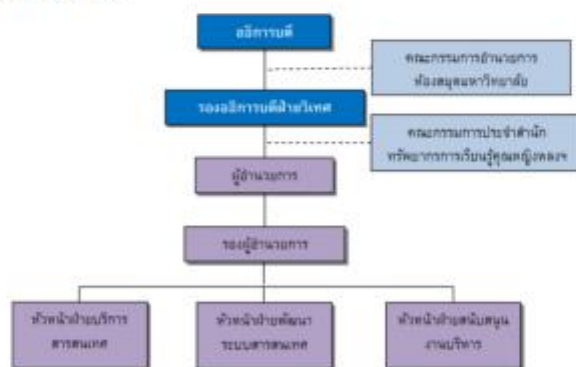 อธิการบดี
คณะกรรมการอำนวยการ
ห้องสมุดมหาวิทยาลัย
รองอธิการบดีฝ่ายวิเทศ
คณะกรรมการประจำสำนัก
ทรัพยากรการเรียนรู้คุณหญิงหลงฯ
ผู้อำนวยการ
รองผู้อำนวยการ
หัวหน้าฝ่ายบริการ
สารสนเทศ
หัวหน้าฝ่ายพัฒนา
ระบบสารสนเทศ
หัวหน้าฝ่ายสนับสนุน
งานบริหาร